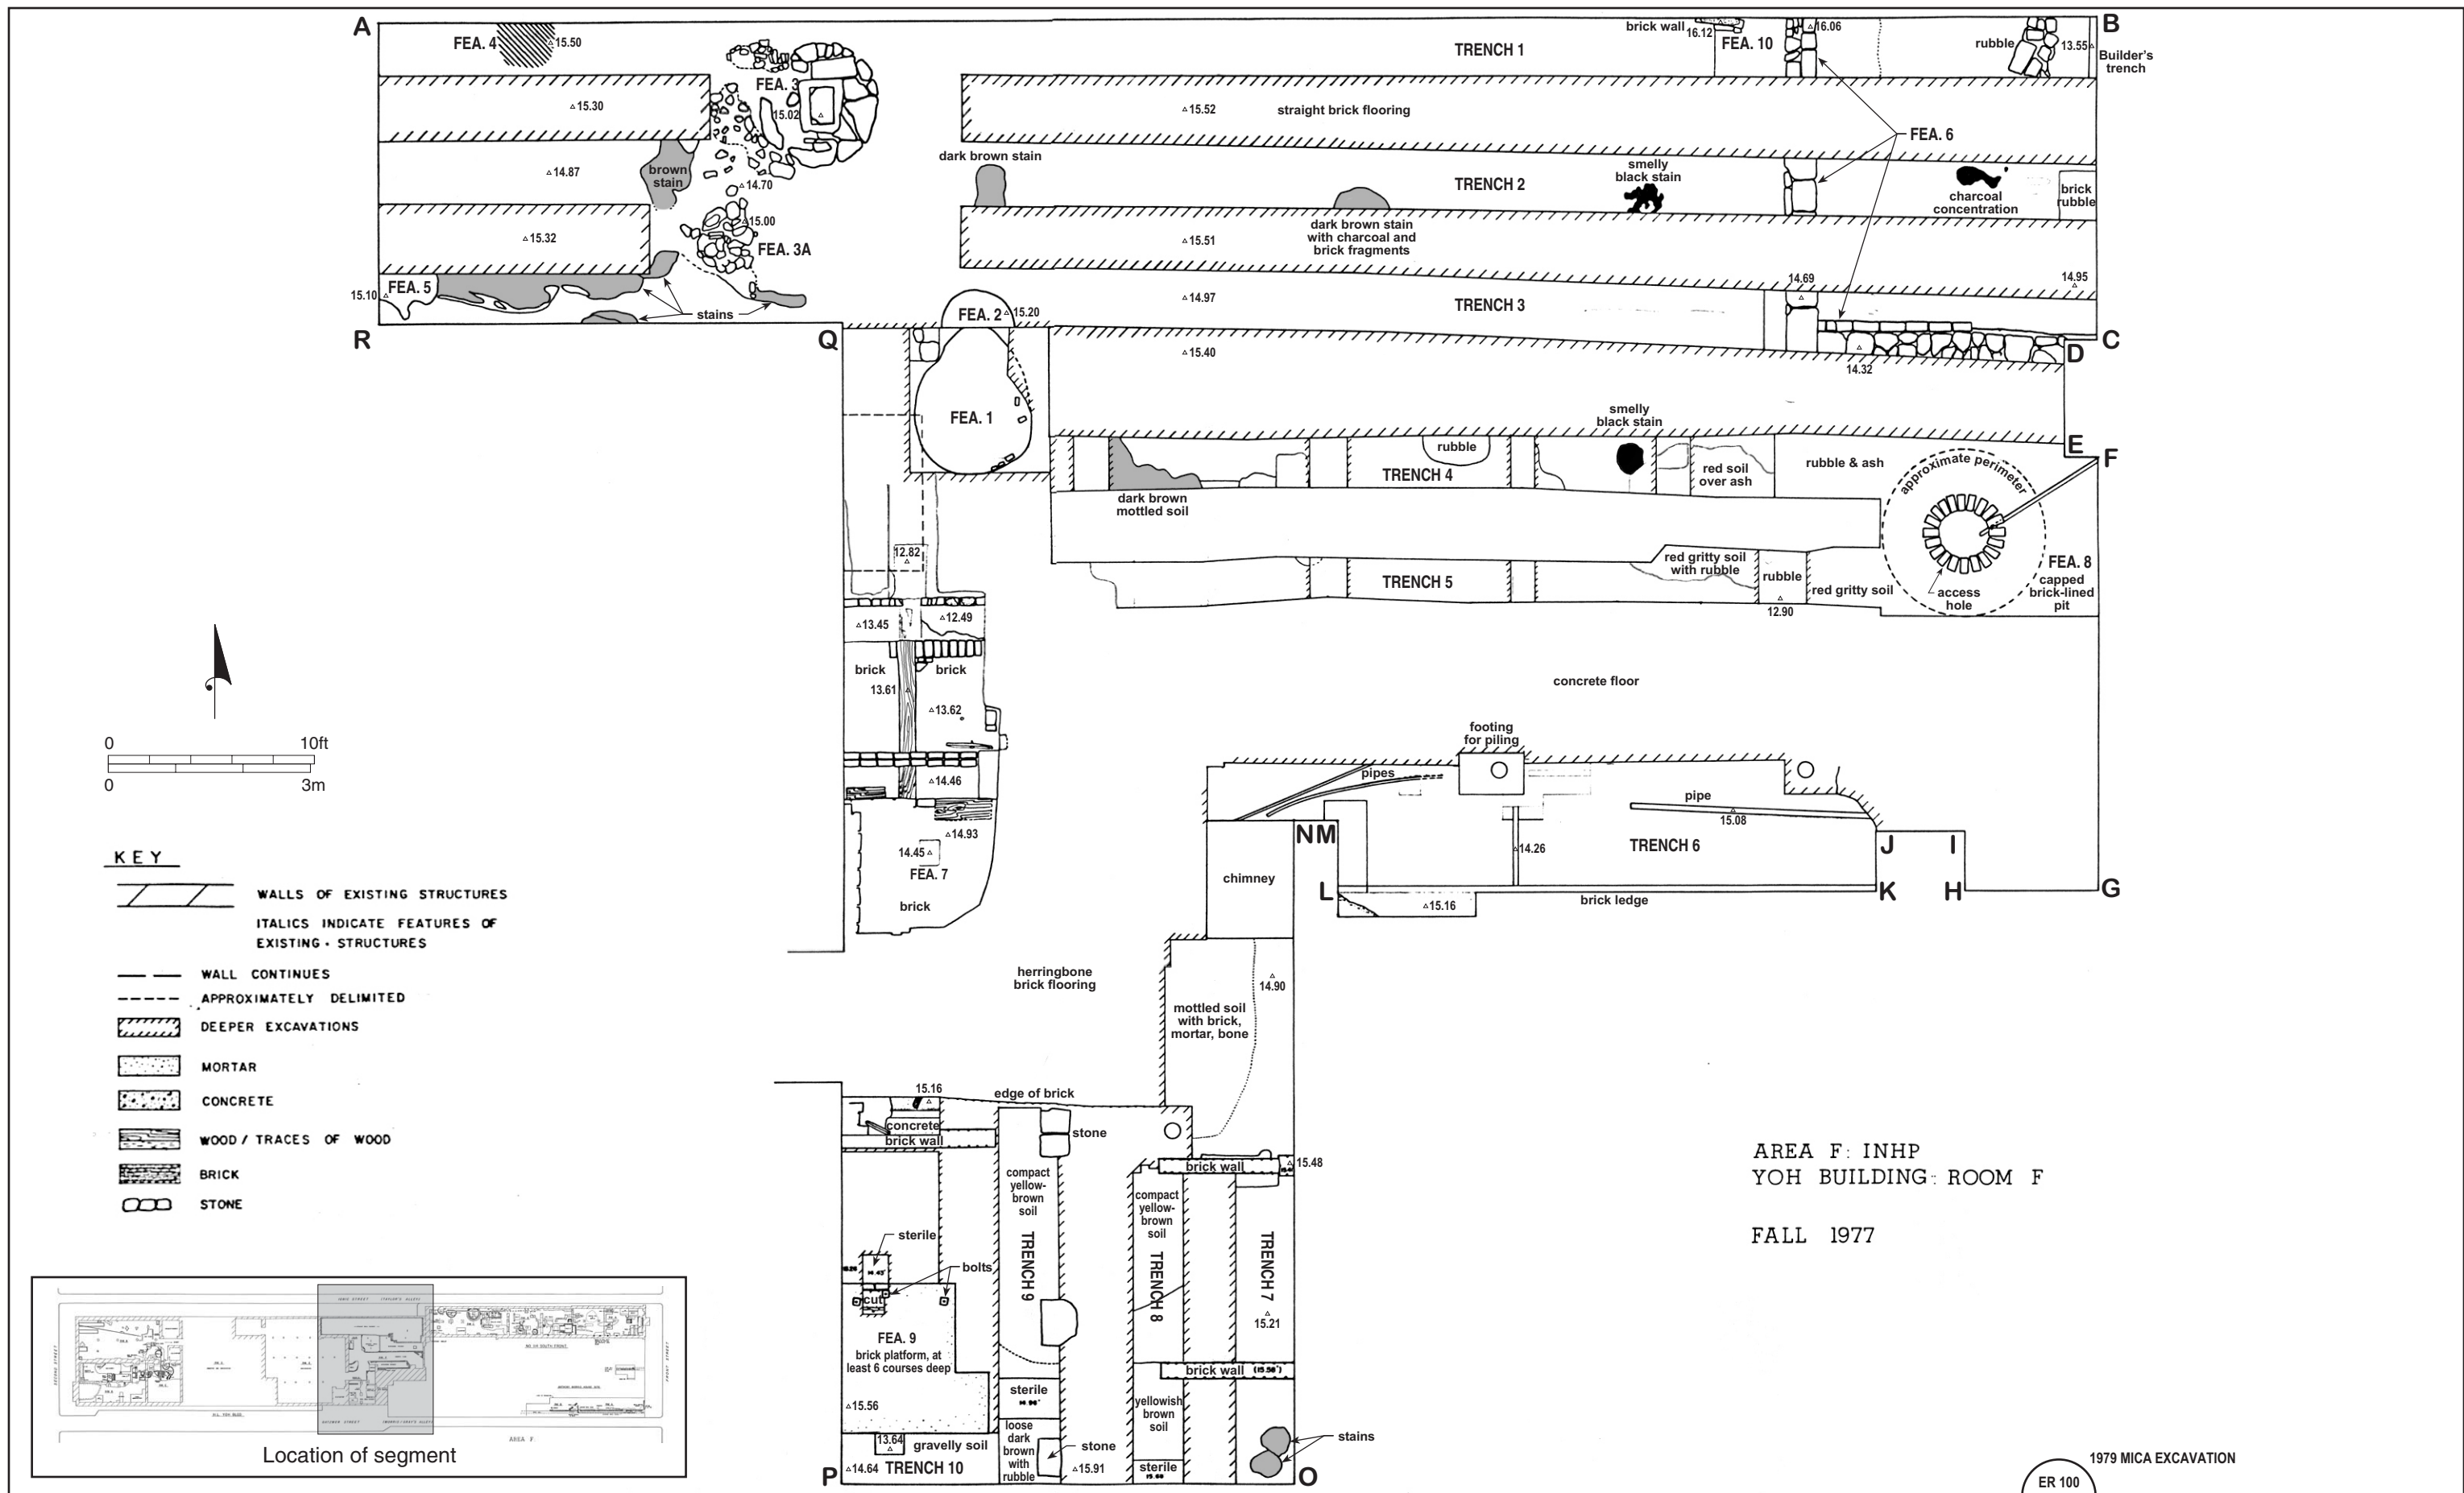 A
B
FEA. 4
15.50
FEA. 3
15.02
15.30
14.87
brown
stain
14.70
15.00
FEA. 3A
15.32
FEA. 5
15.10
stains
R
Q
TRENCH 1
brick wall
16.12
FEA. 10
16.06
rubble
13.55
Builder's
trench
15.52
straight brick flooring
FEA. 6
dark brown stain
TRENCH 2
smelly
black stain
charcoal
concentration
brick
rubble
15.51
dark brown stain
with charcoal and
brick fragments
14.69
14.95
14.97
TRENCH 3
FEA. 2
15.20
C
D
14.32
15.40
FEA. 1
smelly
black stain
E
F
rubble
TRENCH 4
red soil
over ash
rubble & ash
approximate perimeter
dark brown
mottled soil
12.82
TRENCH 5
red gritty soil
with rubble
rubble
12.90
red gritty soil
access
hole
FEA. 8
capped
brick-lined
pit
13.45
12.49
brick
brick
13.61
13.62
14.46
14.93
14.45
FEA. 7
brick
concrete floor
footing
for piling
pipes
pipe
15.08
NM
14.26
TRENCH 6
J
I
chimney
L
15.16
brick ledge
K
H
G
herringbone
brick flooring
14.90
mottled soil
with brick,
mortar, bone
15.16
edge of brick
concrete
brick wall
stone
compact
yellow-
brown
soil
TRENCH 9
brick wall
15.48
compact
yellow-
brown
soil
TRENCH 8
TRENCH 7
15.21
sterile
bolts
cut
FEA. 9
brick platform, at
least 6 courses deep
15.56
brick wall
(15.58')
sterile
yellowish
brown
soil
loose
dark
brown
with
rubble
stone
stains
13.64
gravelly soil
P
14.64
TRENCH 10
15.91
sterile
O
0
10ft
0
3m
KEY
WALLS OF EXISTING STRUCTURES
ITALICS INDICATE FEATURES OF
EXISTING STRUCTURES
WALL CONTINUES
APPROXIMATELY DELIMITED
DEEPER EXCAVATIONS
MORTAR
CONCRETE
WOOD / TRACES OF WOOD
BRICK
STONE
AREA F
Location of segment
AREA F: INHP
YOH BUILDING: ROOM F
FALL 1977
1979 MICA EXCAVATION
ER 100